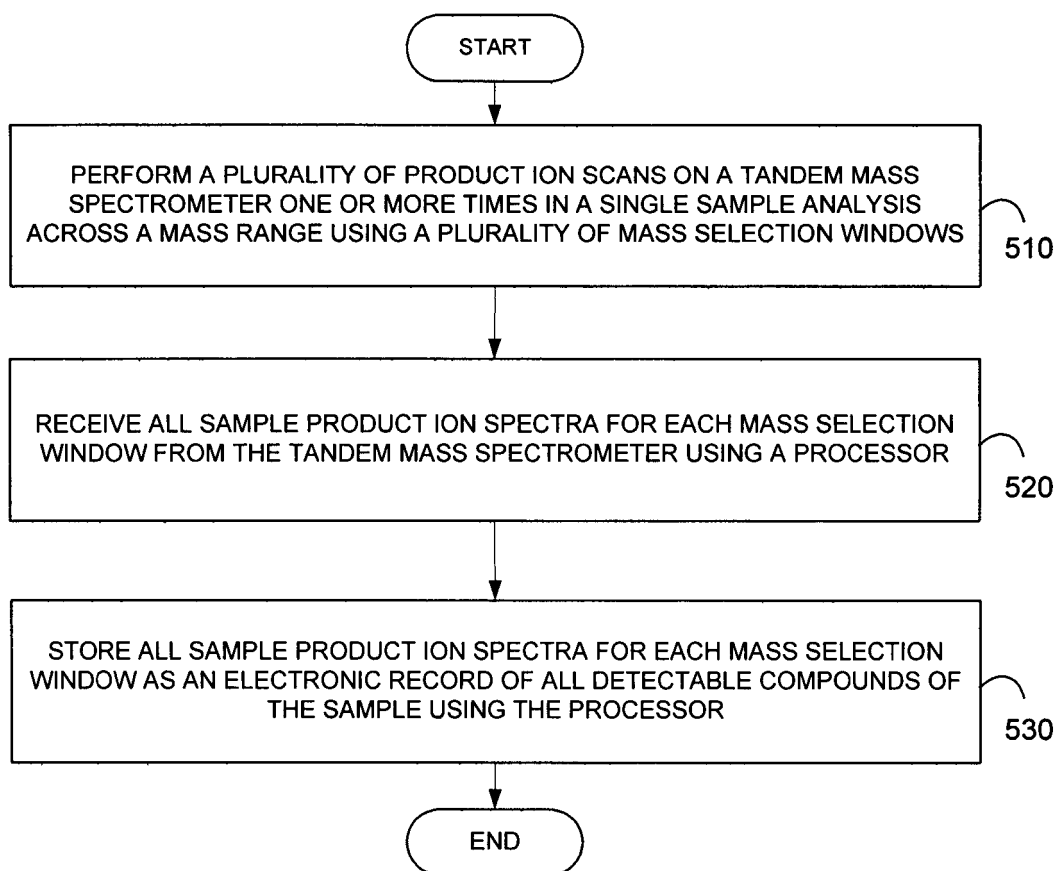 START
PERFORM A PLURALITY OF PRODUCT ION SCANS ON A TANDEM MASS
SPECTROMETER ONE OR MORE TIMES IN A SINGLE SAMPLE ANALYSIS
ACROSS A MASS RANGE USING A PLURALITY OF MASS SELECTION WINDOWS
510
RECEIVE ALL SAMPLE PRODUCT ION SPECTRA FOR EACH MASS SELECTION
WINDOW FROM THE TANDEM MASS SPECTROMETER USING A PROCESSOR
520
STORE ALL SAMPLE PRODUCT ION SPECTRA FOR EACH MASS SELECTION
WINDOW AS AN ELECTRONIC RECORD OF ALL DETECTABLE COMPOUNDS OF
THE SAMPLE USING THE PROCESSOR
530
END